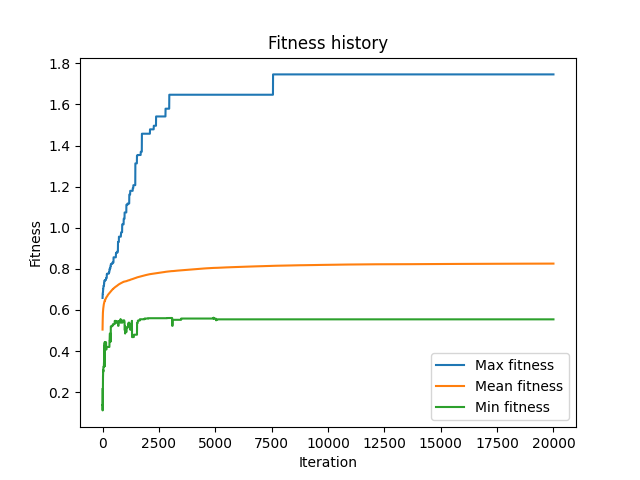 Fitness history
1.8
1.6
1.4
1.2
1.0
0.8
0.6
0.4
0.2
Fitness
Max fitness
Mean fitness
Min fitness
0 2500 5000 7500 10000 12500 15000 17500 20000
Iteration